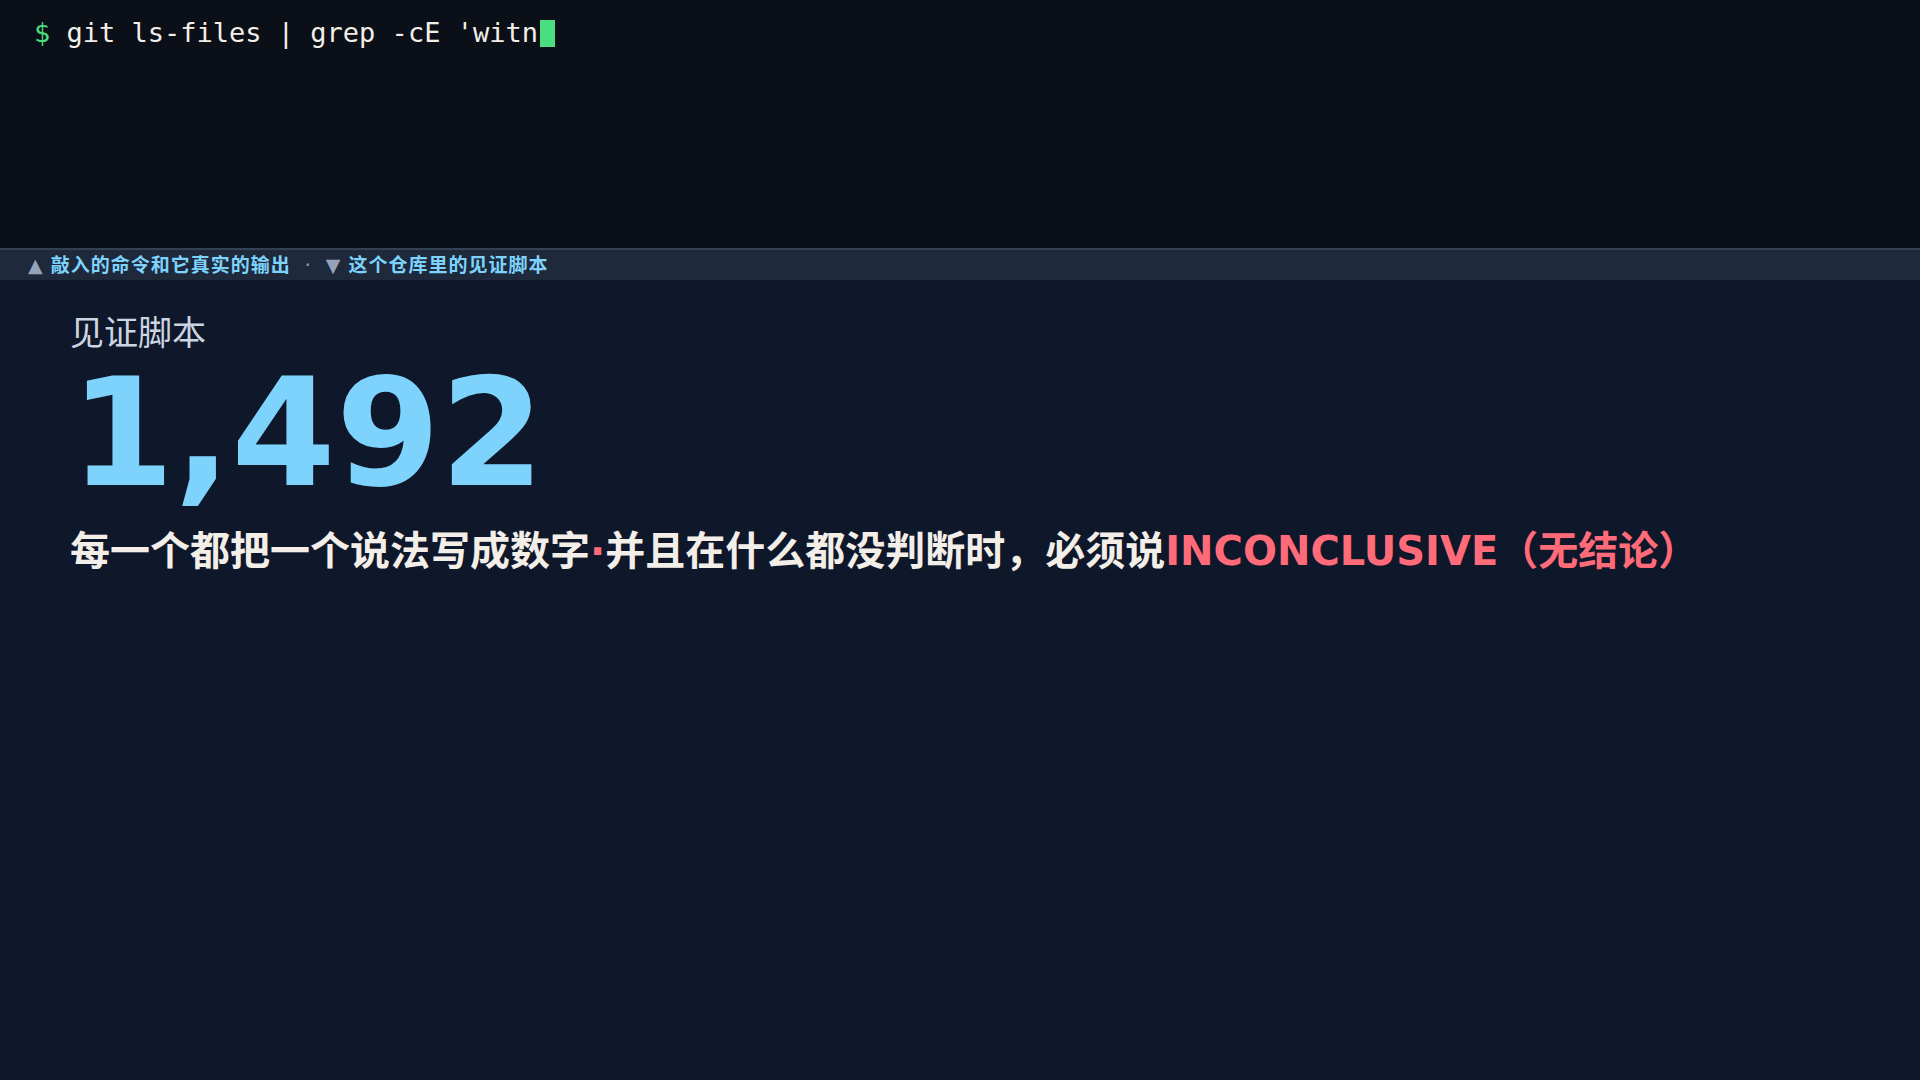 $ git ls-files | grep -cE 'witn
▲ 敲入的命令和它真实的输出 · ▼ 这个仓库里的见证脚本
见证脚本
1,492
每一个都把一个说法写成数字·并且在什么都没判断时，必须说INCONCLUSIVE（无结论）